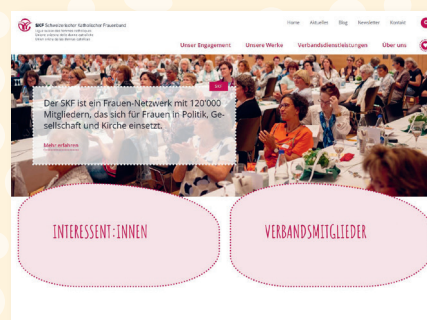 SKF Schweizerischer Katholischer Frauenbund
Home Aktuelles Blog Newsletter Kontakt
Unser Engagement Unsere Werke Verbandsdienstleistungen Über uns
SKF
Der SKF ist ein Frauen-Netzwerk mit 120'000
Mitgliedern, das sich für Frauen in Politik, Ge-
sellschaft und Kirche einsetzt.
Mehr erfahren
INTERESSENT:INNEN
VERBANDSMITGLIEDER